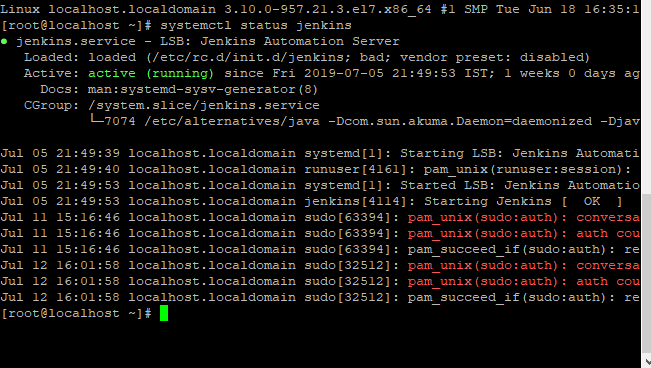 Linux localhost.localdomain 3.10.0-957.21.3.el7.x86_64 #1 SMP Tue Jun 18 16:35:1
[root@localhost ~]# systemctl status jenkins
● jenkins.service - LSB: Jenkins Automation Server
   Loaded: loaded (/etc/rc.d/init.d/jenkins; bad; vendor preset: disabled)
   Active: active (running) since Fri 2019-07-05 21:49:53 IST; 1 weeks 0 days ag
     Docs: man:systemd-sysv-generator(8)
   CGroup: /system.slice/jenkins.service
           └─7074 /etc/alternatives/java -Dcom.sun.akuma.Daemon=daemonized -Djav
Jul 05 21:49:39 localhost.localdomain systemd[1]: Starting LSB: Jenkins Automati
Jul 05 21:49:40 localhost.localdomain runuser[4161]: pam_unix(runuser:session):
Jul 05 21:49:53 localhost.localdomain systemd[1]: Started LSB: Jenkins Automatio
Jul 05 21:49:53 localhost.localdomain jenkins[4114]: Starting Jenkins [  OK  ]
Jul 11 15:16:46 localhost.localdomain sudo[63394]: pam_unix(sudo:auth): conversa
Jul 11 15:16:46 localhost.localdomain sudo[63394]: pam_unix(sudo:auth): auth cou
Jul 11 15:16:46 localhost.localdomain sudo[63394]: pam_succeed_if(sudo:auth): re
Jul 12 16:01:58 localhost.localdomain sudo[32512]: pam_unix(sudo:auth): conversa
Jul 12 16:01:58 localhost.localdomain sudo[32512]: pam_unix(sudo:auth): auth cou
Jul 12 16:01:58 localhost.localdomain sudo[32512]: pam_succeed_if(sudo:auth): re
[root@localhost ~]#